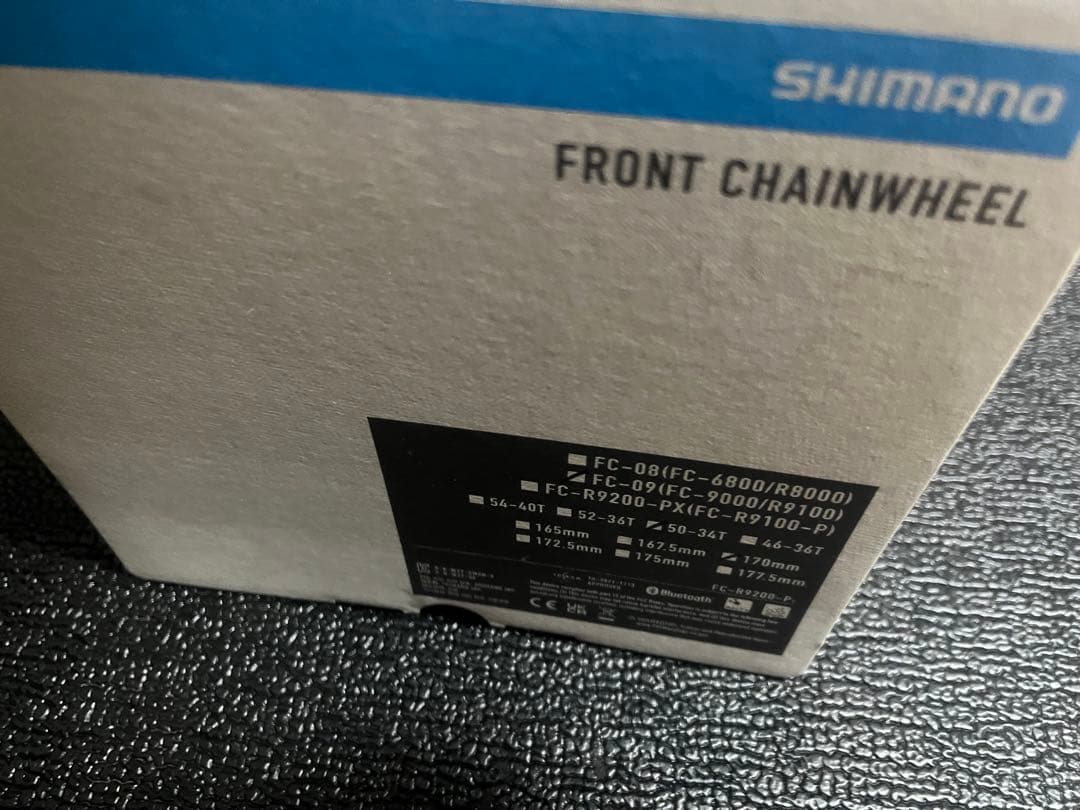 SHIMANO
FRONT CHAINWHEEL
FC-08(FC-6800/R8000)
FC-09(FC-9000/R9100)
FC-R9200-PX(FC-R9100-P)
54-40T 52-36T 50-34T 46-36T
165mm 167.5mm 170mm
172.5mm 175mm 177.5mm
FC-R9200-P
Bluetooth
CE